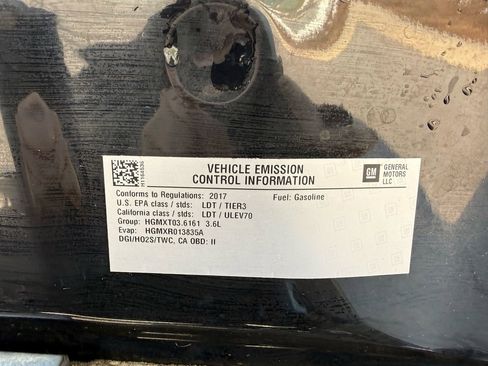 VEHICLE EMISSION
CONTROL INFORMATION
GM
GENERAL
MOTORS
LLC
Conforms to Regulations: 2017
Fuel: Gasoline
U.S. EPA class / stds: LDT / TIER3
California class / stds: LDT / ULEV70
Group: HGMXT03.6161 3.6L
Evap: HGMXR013835A
DGI/HO2S/TWC, CA OBD: II